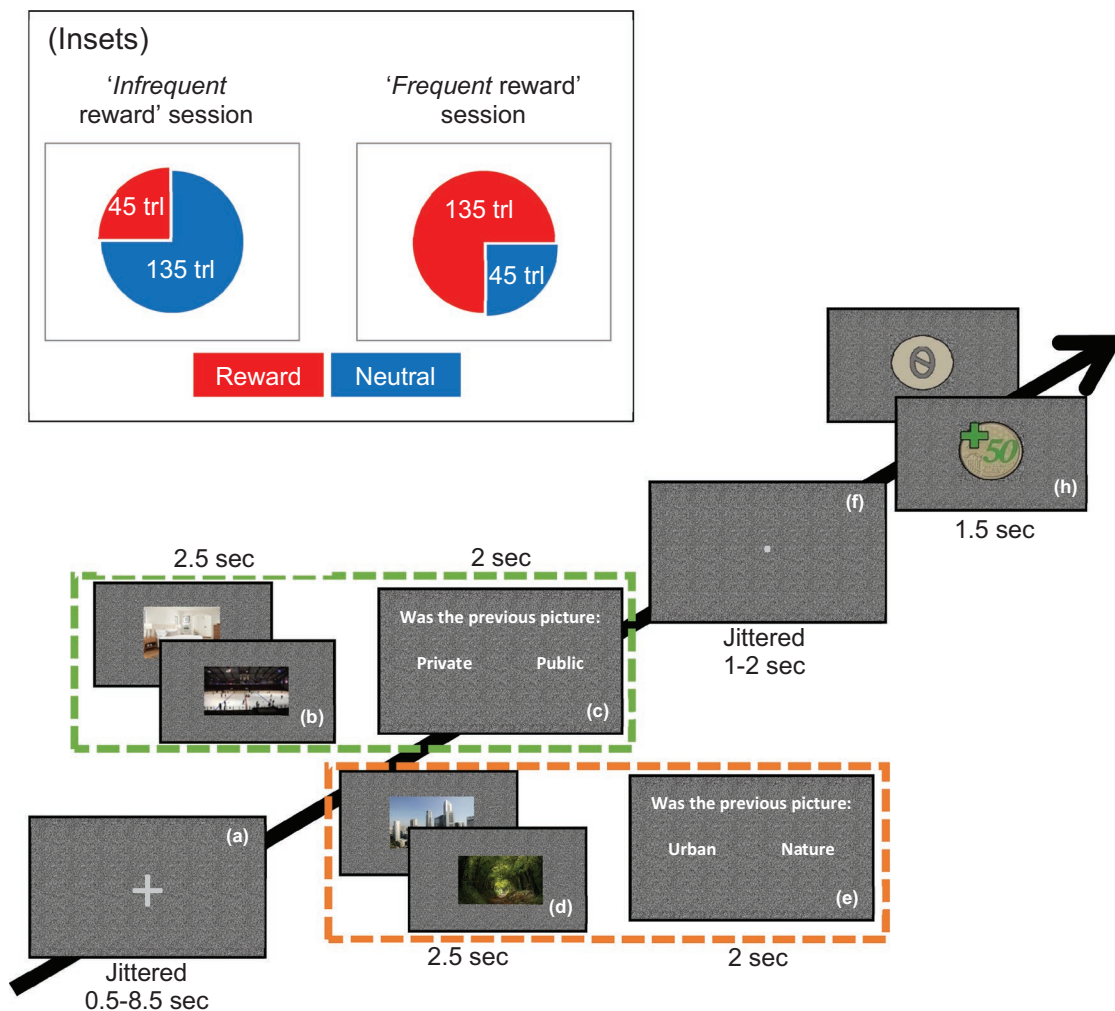 (Insets)
‘Infrequent
reward’ session
‘Frequent reward’
session
45 trl
135 trl
135 trl
45 trl
Reward
Neutral
+50
(h)
1.5 sec
(f)
Jittered
1-2 sec
2.5 sec
2 sec
(b)
Was the previous picture:
Private Public
(c)
(d)
Was the previous picture:
Urban Nature
(e)
2.5 sec
2 sec
(a)
Jittered
0.5-8.5 sec